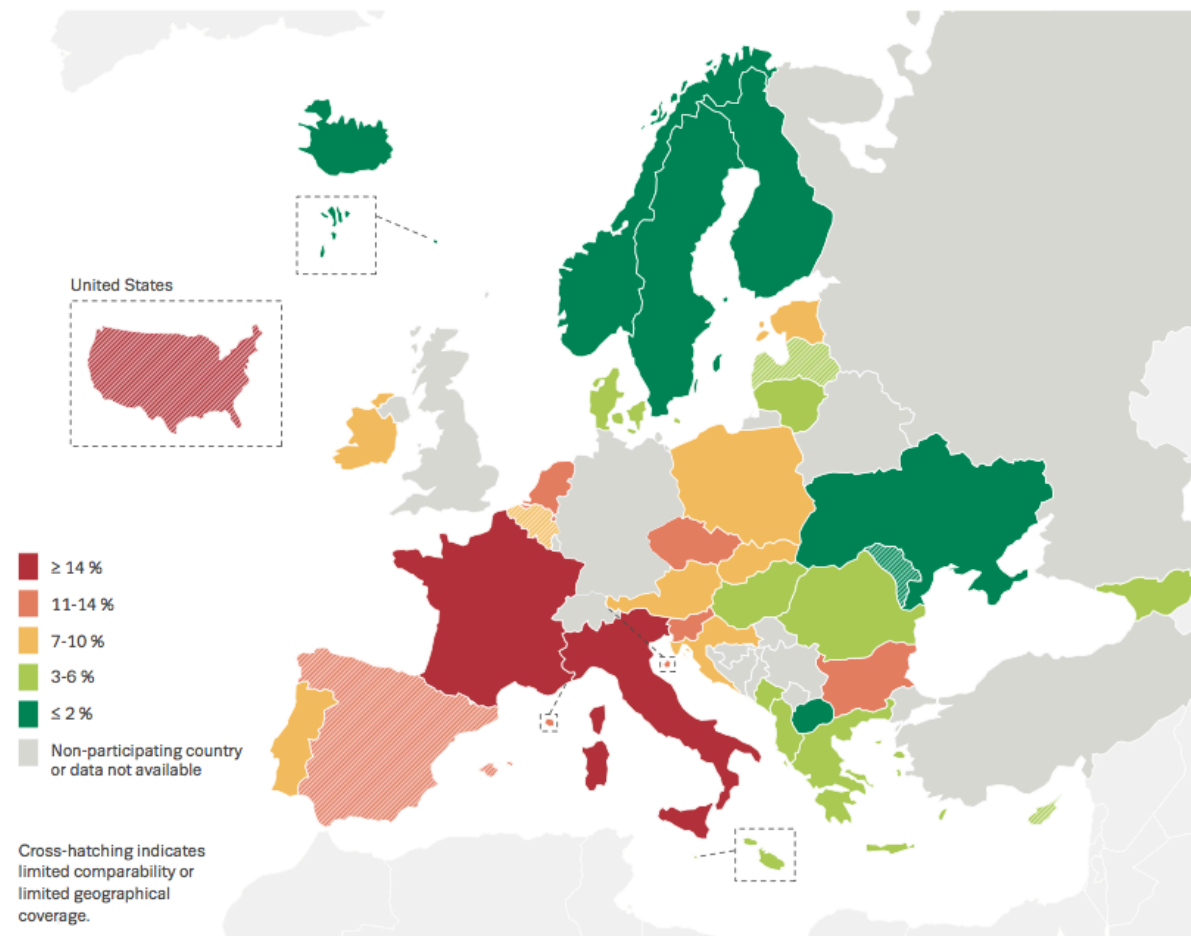 United States
≥ 14 %
11-14 %
7-10 %
3-6 %
≤ 2 %
Non-participating country
or data not available
Cross-hatching indicates
limited comparability or
limited geographical
coverage.